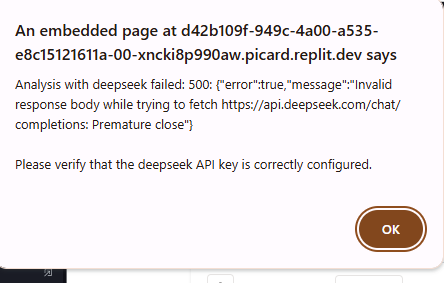 An embedded page at d42b109f-949c-4a00-a535-
e8c15121611a-00-xncki8p990aw.picard.replit.dev says
Analysis with deepseek failed: 500: {"error":true,"message":"Invalid
response body while trying to fetch https://api.deepseek.com/chat/
completions: Premature close"}
Please verify that the deepseek API key is correctly configured.
OK